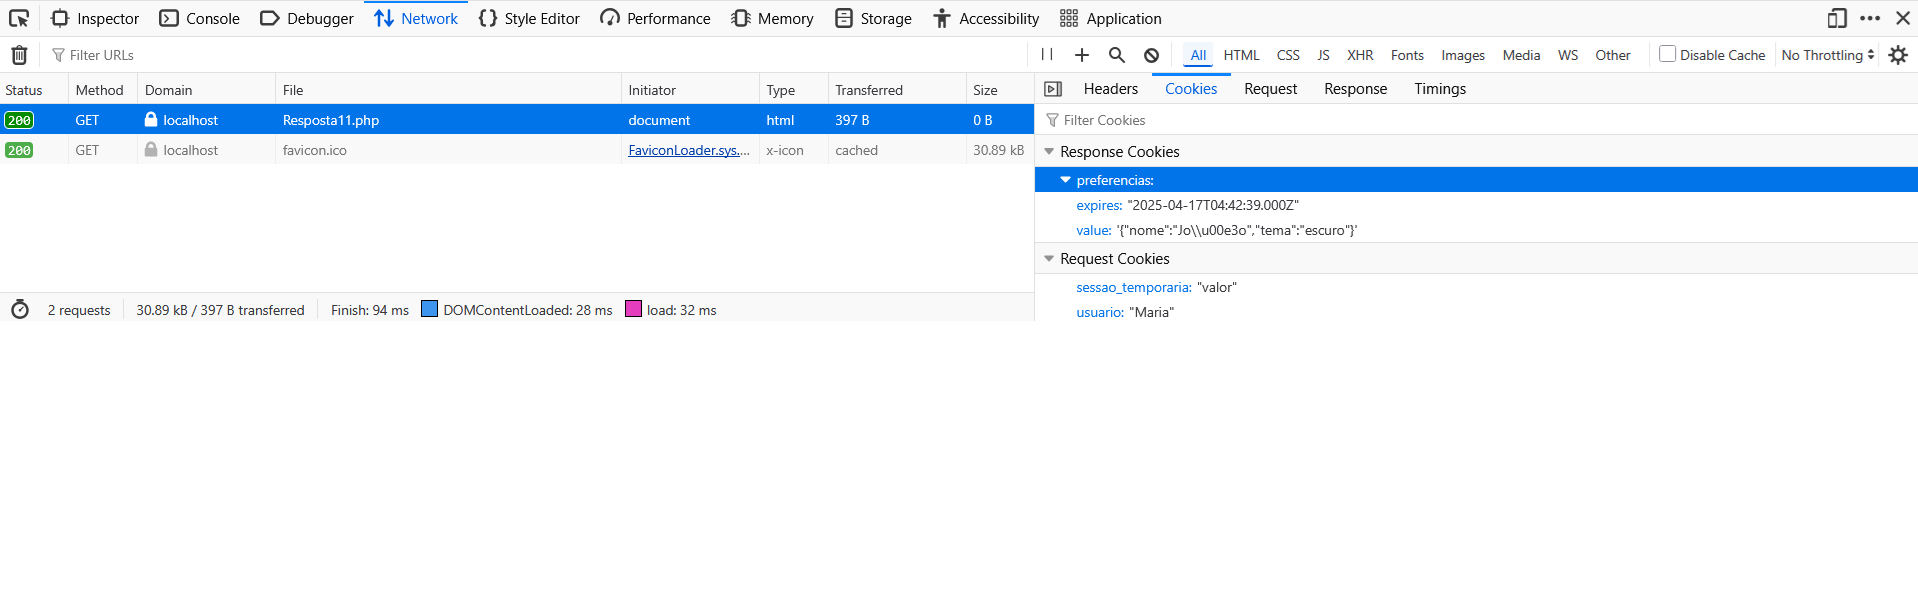 Inspector Console Debugger Network Style Editor Performance Memory Storage Accessibility Application
Filter URLs All HTML CSS JS XHR Fonts Images Media WS Other Disable Cache No Throttling
Status Method Domain File Initiator Type Transferred Size
200 GET localhost Resposta11.php document html 397 B 0 B
200 GET localhost favicon.ico FaviconLoader.sys.... x-icon cached 30.89 kB
2 requests 30.89 kB / 397 B transferred Finish: 94 ms DOMContentLoaded: 28 ms load: 32 ms
Headers Cookies Request Response Timings
Filter Cookies
Response Cookies
preferencias:
expires: "2025-04-17T04:42:39.000Z"
value: '{"nome":"Jo\\u00e3o","tema":"escuro"}'
Request Cookies
sessao_temporaria: "valor"
usuario: "Maria"